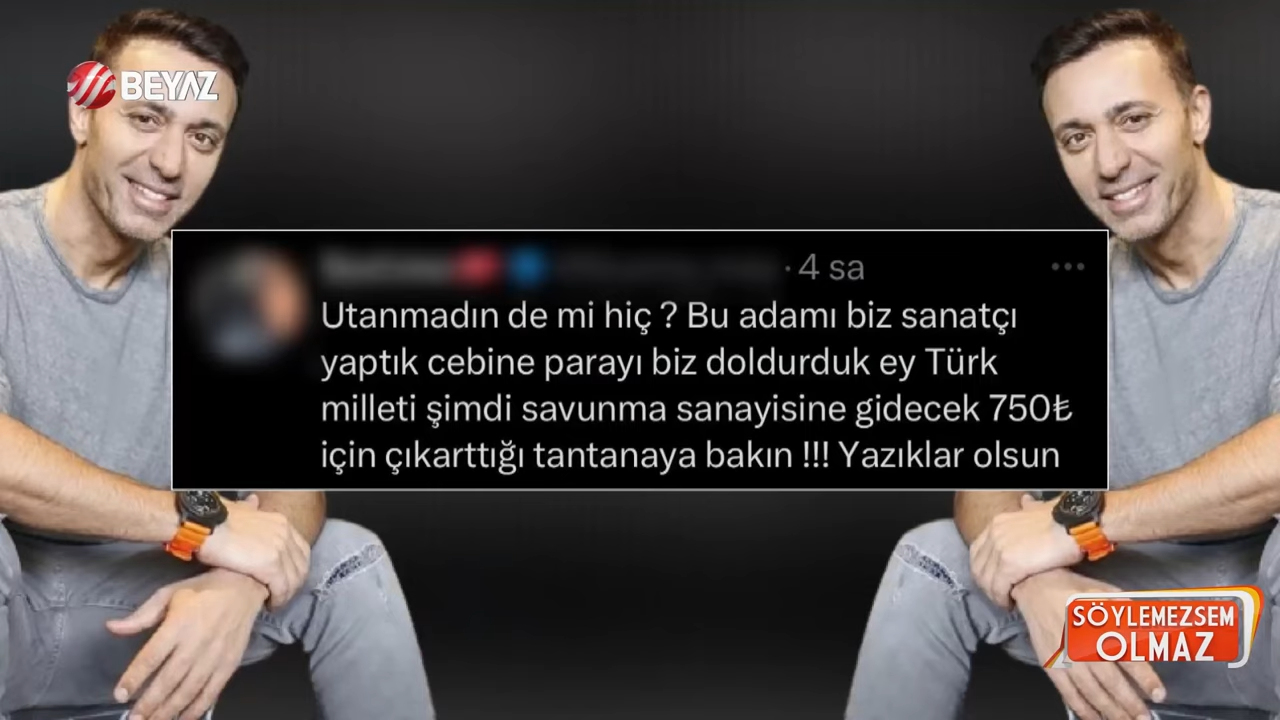 BEYAZ
· 4 sa
Utanmadın de mi hiç ? Bu adamı biz sanatçı
yaptık cebine parayı biz doldurduk ey Türk
milleti şimdi savunma sanayisine gidecek 750₺
için çıkarttığı tantanaya bakın !!! Yazıklar olsun
SÖYLEMEZSEM
OLMAZ